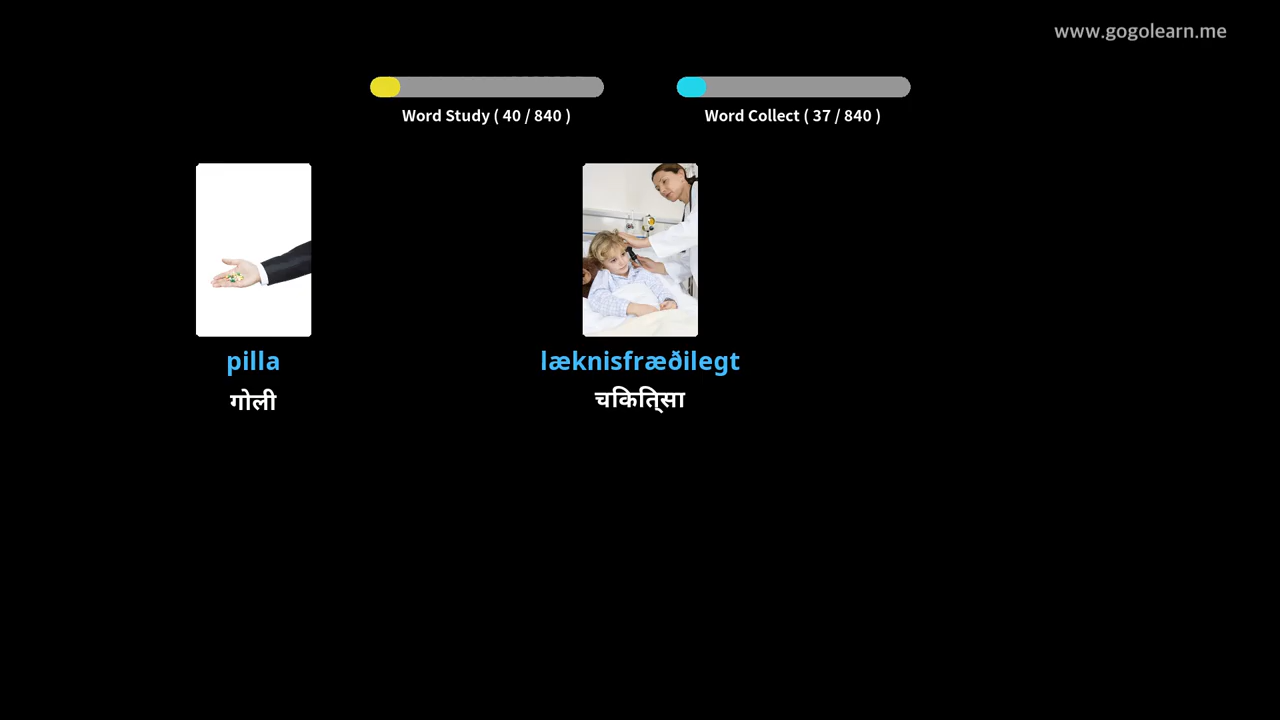 www.gogolearn.me
Word Study ( 40 / 840 )
Word Collect ( 37 / 840 )
pilla
læknisfræðilegt
गोली
चिकित्सा